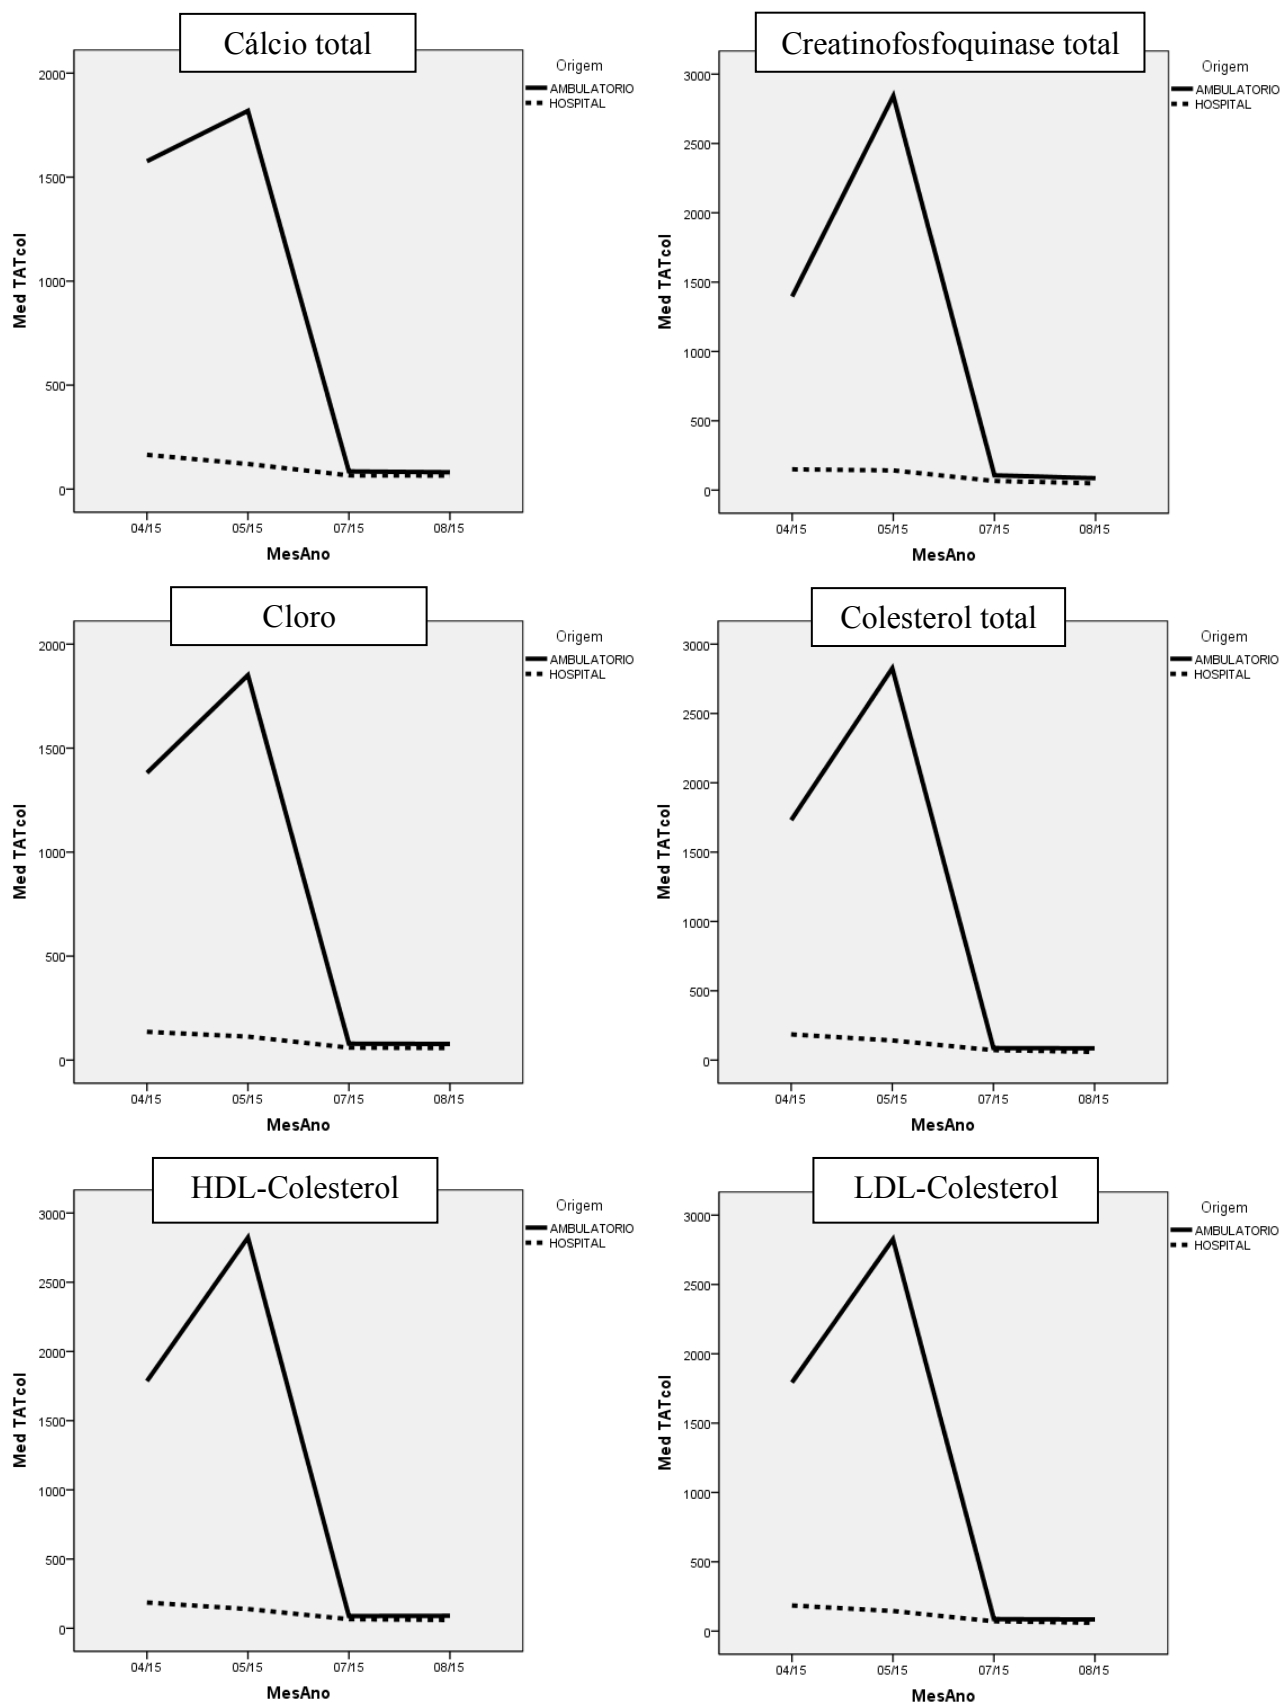 Cálcio total
Origem
AMBULATORIO
HOSPITAL
2000
1500
1000
500
0
Med TATcol
04/15 05/15 07/15 08/15
MesAno
Creatinofosfoquinase total
Origem
AMBULATORIO
HOSPITAL
3000
2500
2000
1500
1000
500
0
Med TATcol
04/15 05/15 07/15 08/15
MesAno
Cloro
Origem
AMBULATORIO
HOSPITAL
2000
1500
1000
500
0
Med TATcol
04/15 05/15 07/15 08/15
MesAno
Colesterol total
Origem
AMBULATORIO
HOSPITAL
3000
2500
2000
1500
1000
500
0
Med TATcol
04/15 05/15 07/15 08/15
MesAno
HDL-Colesterol
Origem
AMBULATORIO
HOSPITAL
3000
2500
2000
1500
1000
500
0
Med TATcol
04/15 05/15 07/15 08/15
MesAno
LDL-Colesterol
Origem
AMBULATORIO
HOSPITAL
3000
2500
2000
1500
1000
500
0
Med TATcol
04/15 05/15 07/15 08/15
MesAno